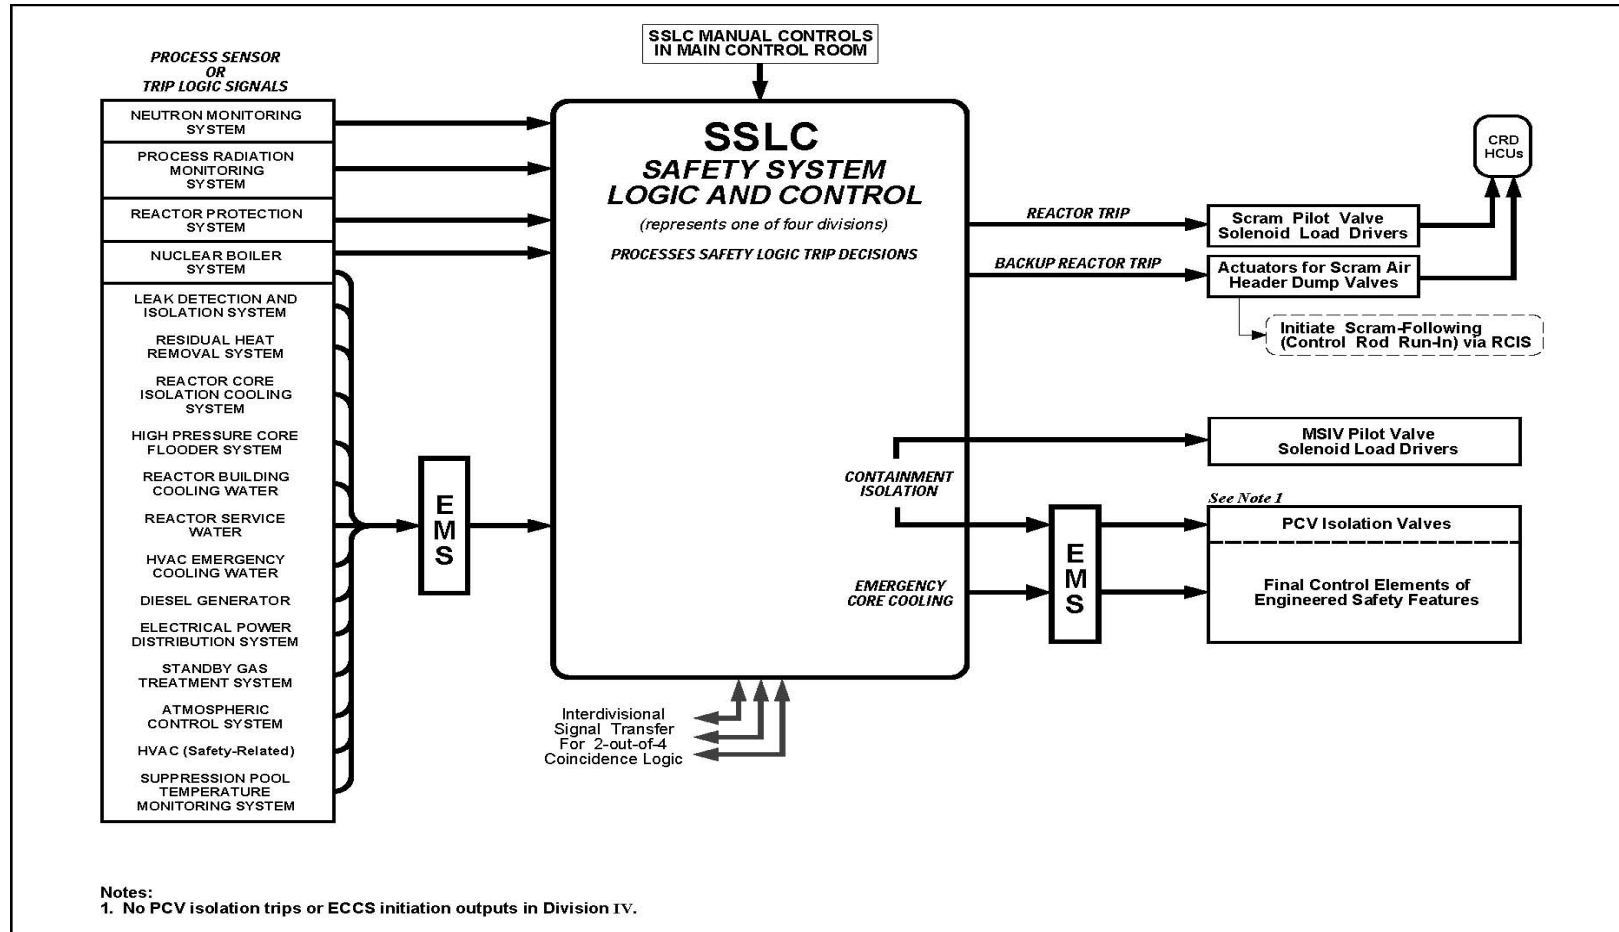 SSLC MANUAL CONTROLS
IN MAIN CONTROL ROOM
PROCESS SENSOR
OR
TRIP LOGIC SIGNALS
NEUTRON MONITORING
SYSTEM
PROCESS RADIATION
MONITORING
SYSTEM
REACTOR PROTECTION
SYSTEM
NUCLEAR BOILER
SYSTEM
LEAK DETECTION AND
ISOLATION SYSTEM
RESIDUAL HEAT
REMOVAL SYSTEM
REACTOR CORE
ISOLATION COOLING
SYSTEM
HIGH PRESSURE CORE
FLOODER SYSTEM
REACTOR BUILDING
COOLING WATER
REACTOR SERVICE
WATER
HVAC EMERGENCY
COOLING WATER
DIESEL GENERATOR
ELECTRICAL POWER
DISTRIBUTION SYSTEM
STANDBY GAS
TREATMENT SYSTEM
ATMOSPHERIC
CONTROL SYSTEM
HVAC (Safety-Related)
SUPPRESSION POOL
TEMPERATURE
MONITORING SYSTEM
EMS
SSLC
SAFETY SYSTEM
LOGIC AND CONTROL
(represents one of four divisions)
PROCESSES SAFETY LOGIC TRIP DECISIONS
CONTAINMENT
ISOLATION
EMERGENCY
CORE COOLING
Interdivisional
Signal Transfer
For 2-out-of-4
Coincidence Logic
REACTOR TRIP
BACKUP REACTOR TRIP
EMS
CRD
HCUs
Scram Pilot Valve
Solenoid Load Drivers
Actuators for Scram Air
Header Dump Valves
Initiate Scram-Following
(Control Rod Run-In) via RCIS
MSIV Pilot Valve
Solenoid Load Drivers
See Note 1
PCV Isolation Valves
Final Control Elements of
Engineered Safety Features
Notes:
1. No PCV isolation trips or ECCS initiation outputs in Division IV.